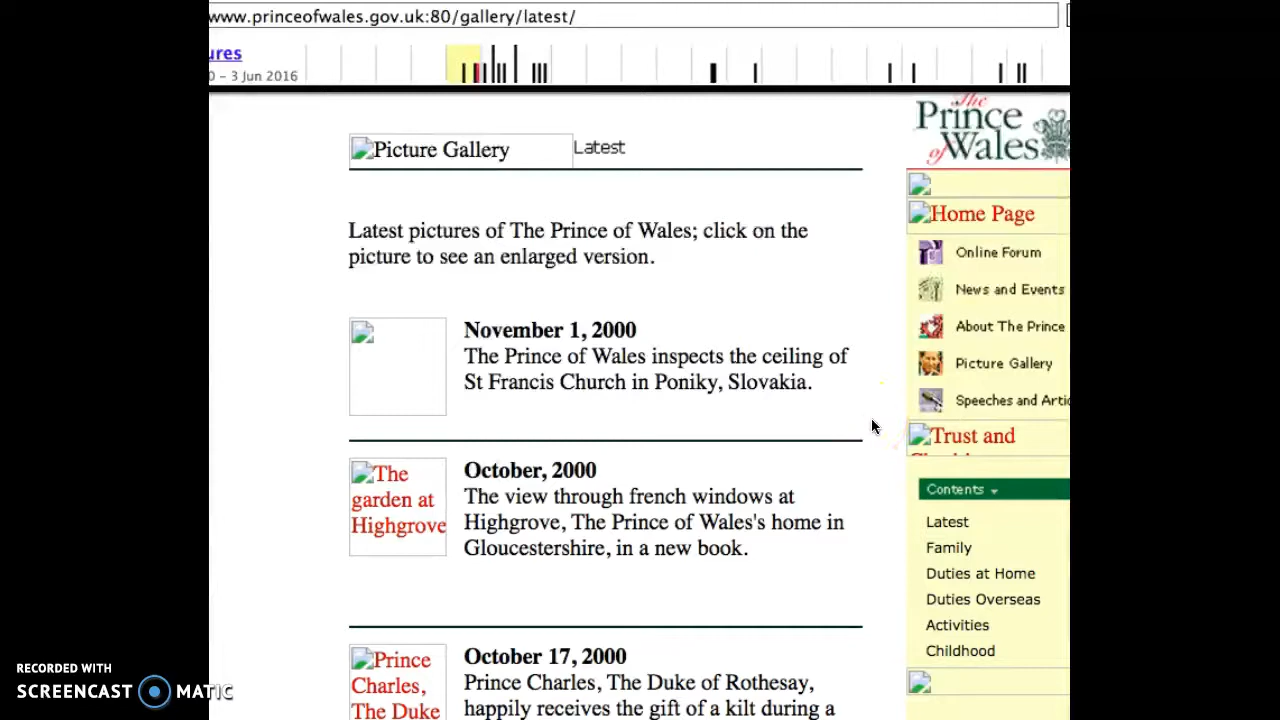 www.princeofwales.gov.uk:80/gallery/latest/
ures
0 – 3 Jun 2016
Picture Gallery
Latest
Latest pictures of The Prince of Wales; click on the
picture to see an enlarged version.
November 1, 2000
The Prince of Wales inspects the ceiling of
St Francis Church in Poniky, Slovakia.
The
garden at
Highgrove
October, 2000
The view through french windows at
Highgrove, The Prince of Wales's home in
Gloucestershire, in a new book.
Prince
Charles,
The Duke
October 17, 2000
Prince Charles, The Duke of Rothesay,
happily receives the gift of a kilt during a
The
Prince
of Wales
Home Page
Online Forum
News and Events
About The Prince
Picture Gallery
Speeches and Artic
Trust and
Contents
Latest
Family
Duties at Home
Duties Overseas
Activities
Childhood
RECORDED WITH
SCREENCAST MATIC